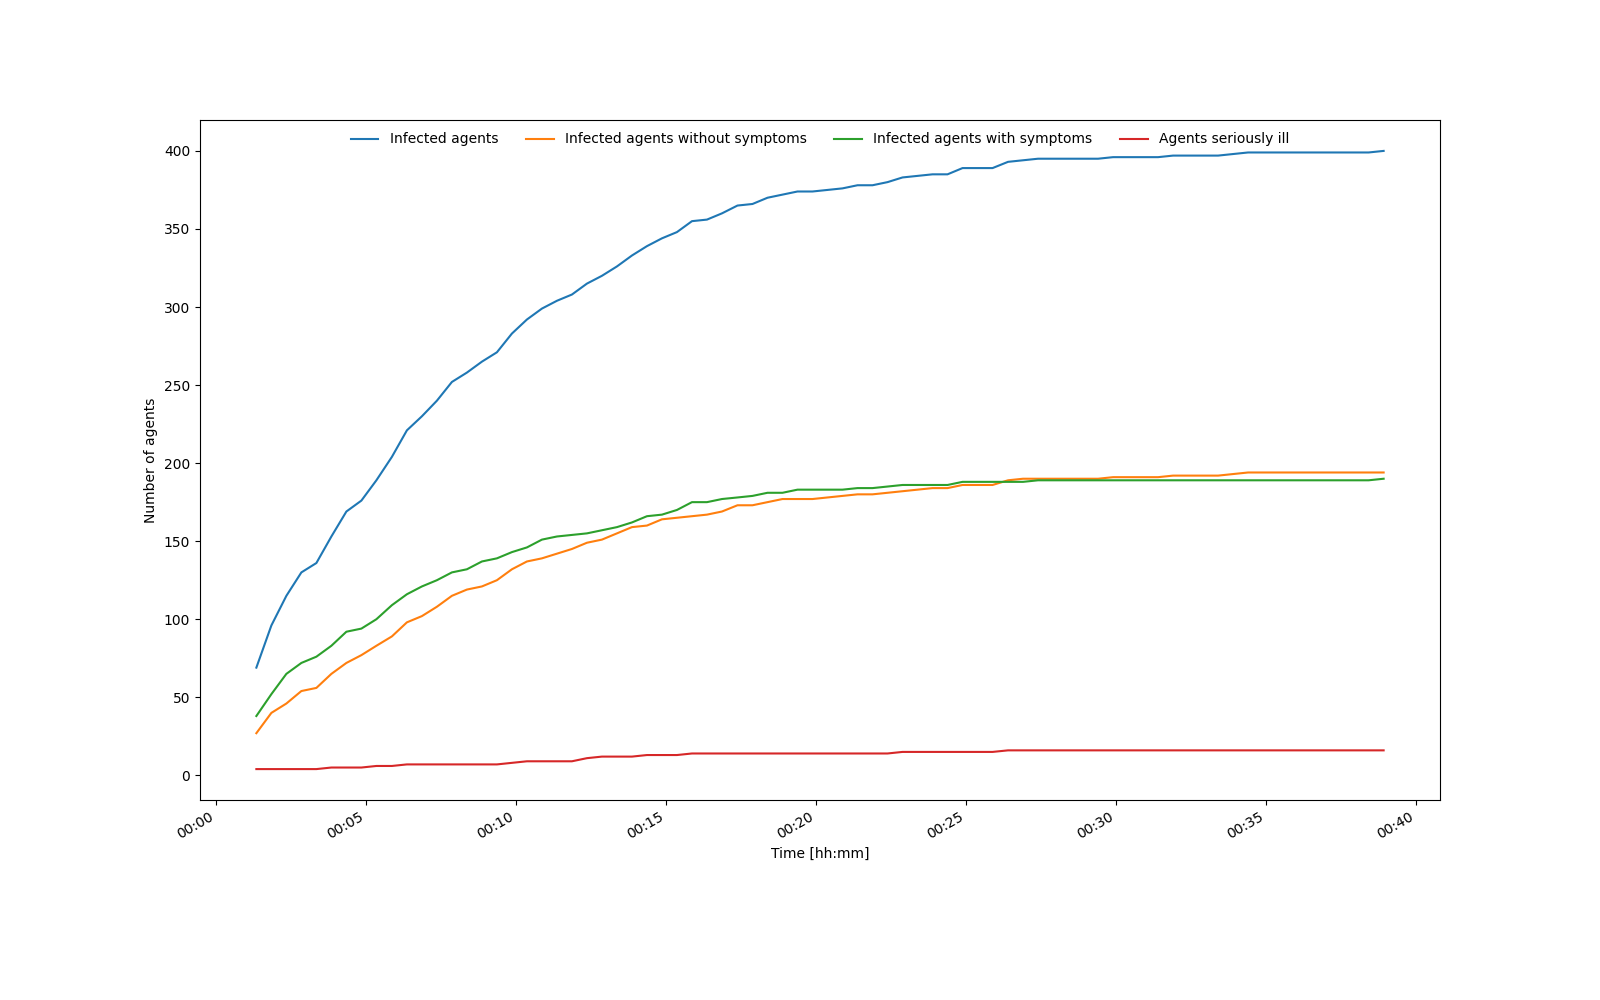 Infected agents Infected agents without symptoms Infected agents with symptoms Agents seriously ill
400
350
300
250
200
150
100
50
0
Number of agents
00:00 00:05 00:10 00:15 00:20 00:25 00:30 00:35 00:40
Time [hh:mm]